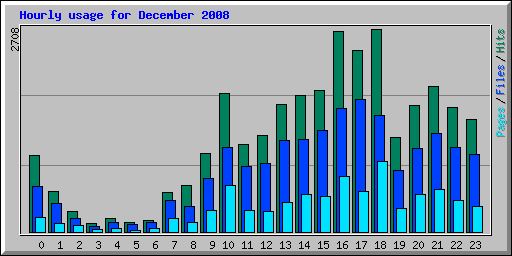 Hourly usage for December 2008
2708
Pages/Files/Hits
0 1 2 3 4 5 6 7 8 9 10 11 12 13 14 15 16 17 18 19 20 21 22 23